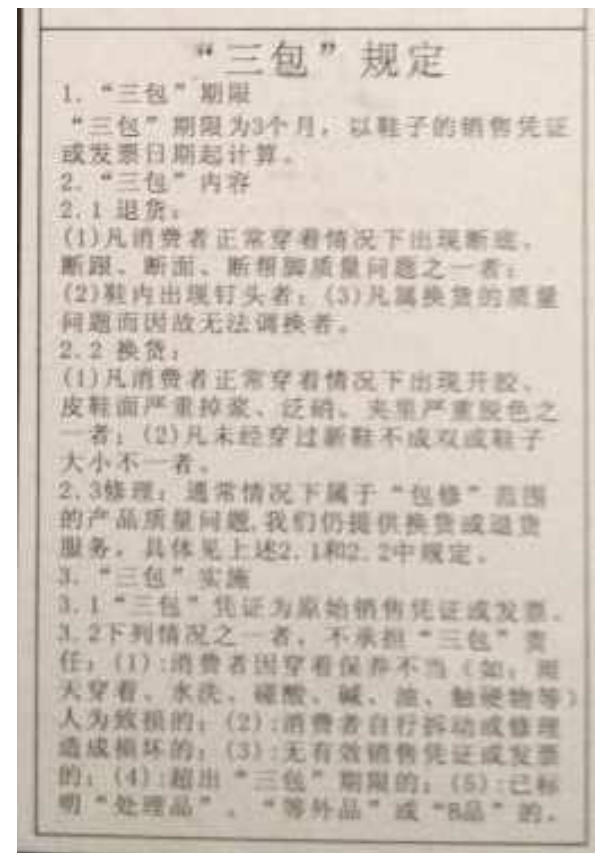 “三包”规定
1. “三包”期限
“三包”期限为3个月，以鞋子的销售凭证
或发票日期起计算。
2. “三包”内容
2.1 退货：
(1)凡消费者正常穿着情况下出现断底、
断跟、断面、断帮脚质量问题之一者；
(2)鞋内出现钉头者；(3)凡属换货的质量
问题而因故无法调换者。
2.2 换货：
(1)凡消费者正常穿着情况下出现开胶、
皮鞋面严重掉浆、泛硝、夹里严重脱色之
一者；(2)凡未经穿过新鞋不成双或鞋子
大小不一者。
2.3修理：通常情况下属于“包修”范围
的产品质量问题,我们仍提供换货或退货
服务，具体见上述2.1和2.2中规定。
3. “三包”实施
3.1“三包”凭证为原始销售凭证或发票。
3.2下列情况之一者，不承担“三包”责
任：(1):消费者因穿着保养不当（如：雨
天穿着、水洗、碰酸、碱、油、触硬物等）
人为致损的；(2):消费者自行拆动或修理
造成损坏的；(3):无有效销售凭证或发票
的；(4):超出“三包”期限的；(5):已标
明“处理品”、“等外品”或“B品”的。